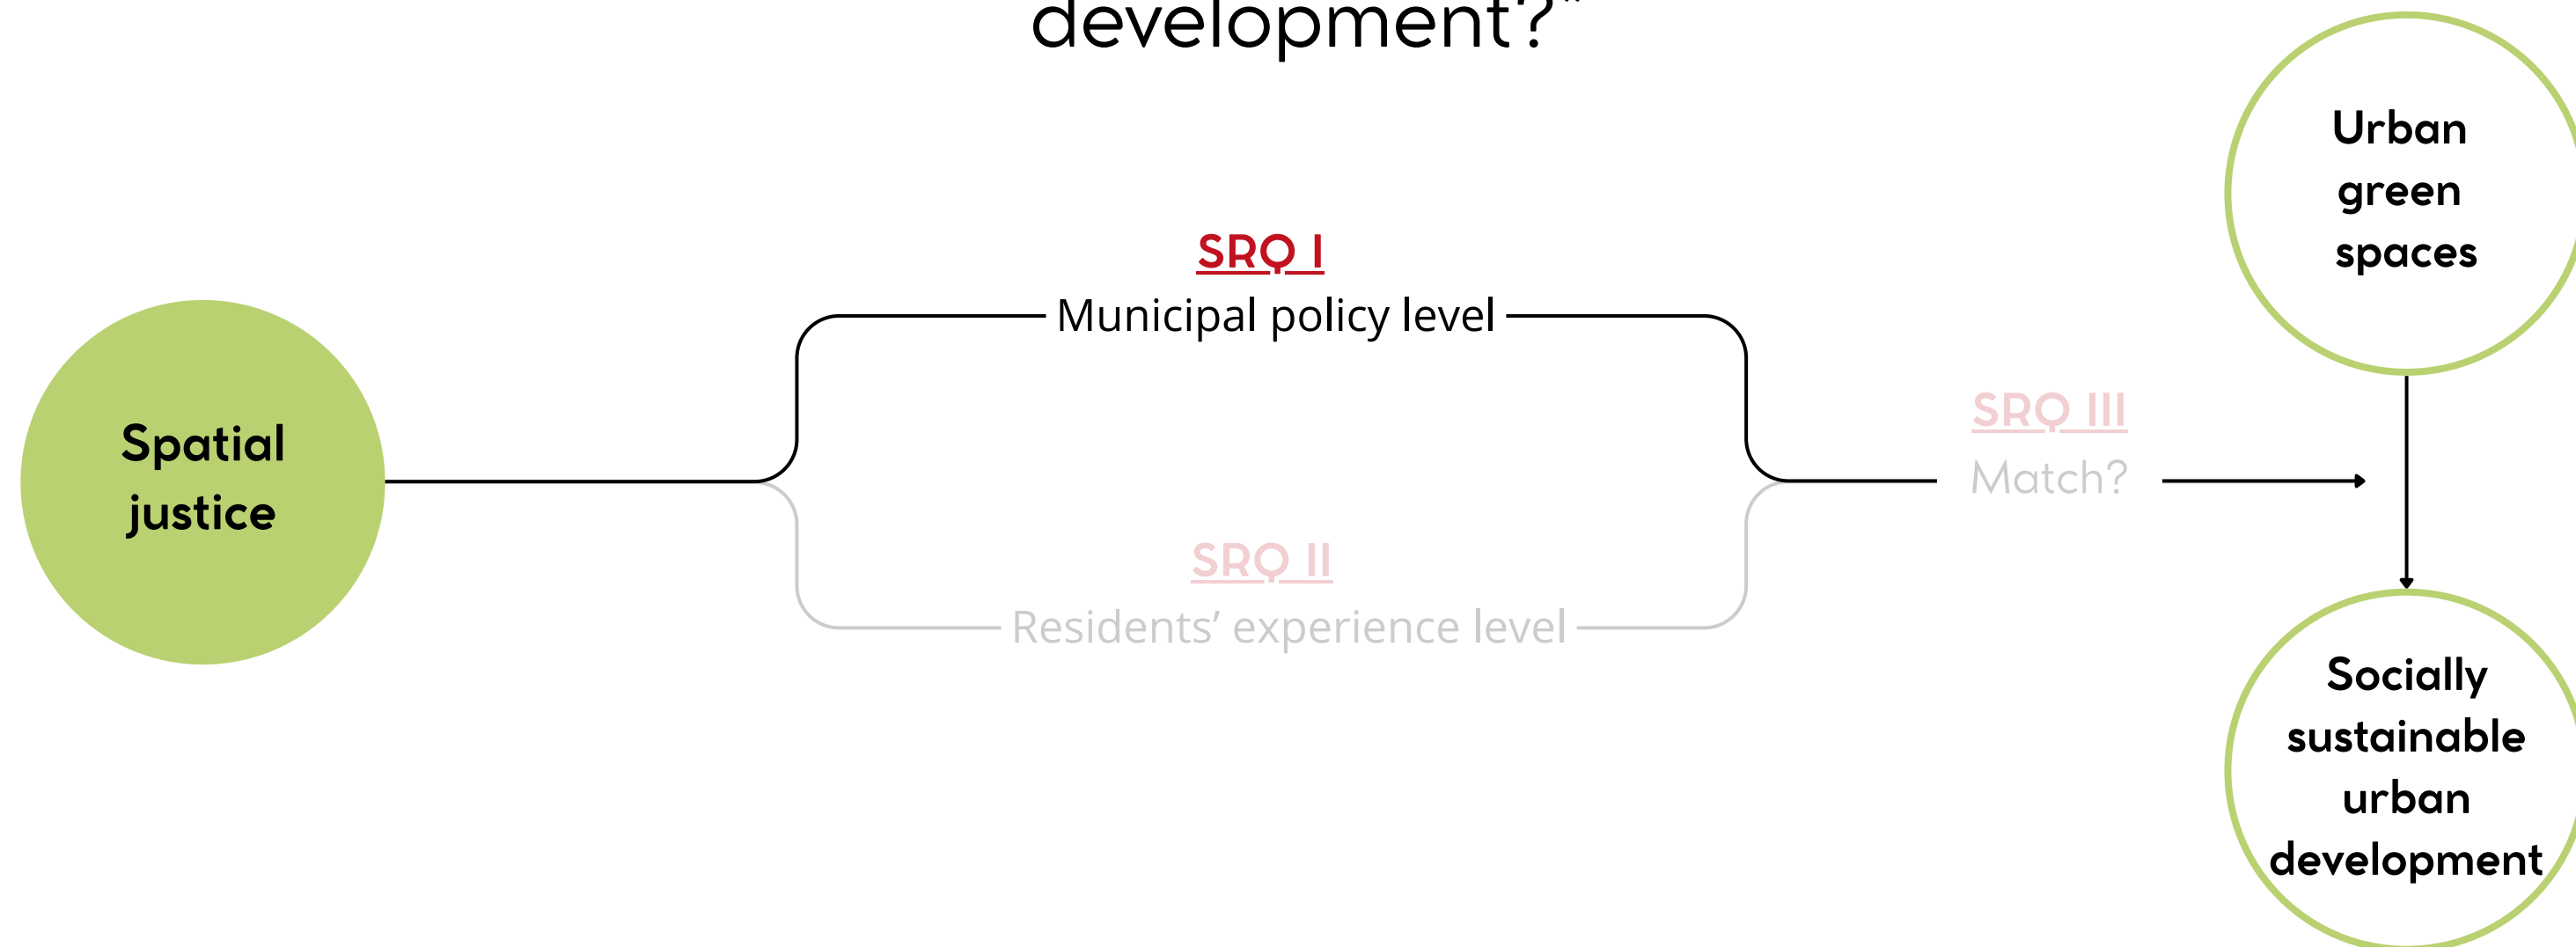 development?"
Urban
green
spaces
SRQ I
Municipal policy level
SRQ III
Match?
Spatial
justice
SRQ II
Residents’ experience level
Socially
sustainable
urban
development